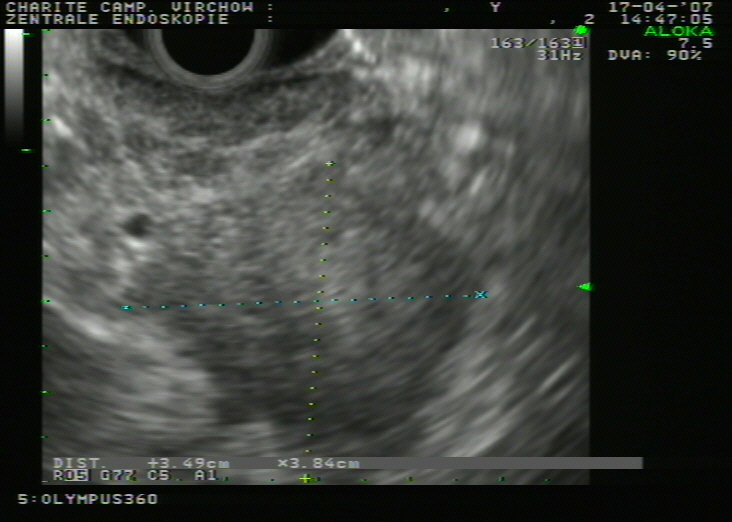 CHARITE CAMP. VIRCHOW : , Y 17-04-'07
ZENTRALE ENDOSKOPIE : , 2 14:47:05
ALOKA
163/163 7.5
31Hz DVA: 90%
DIST. +3.49cm ×3.84cm
R05 G77 C5 A1
5:OLYMPUS360